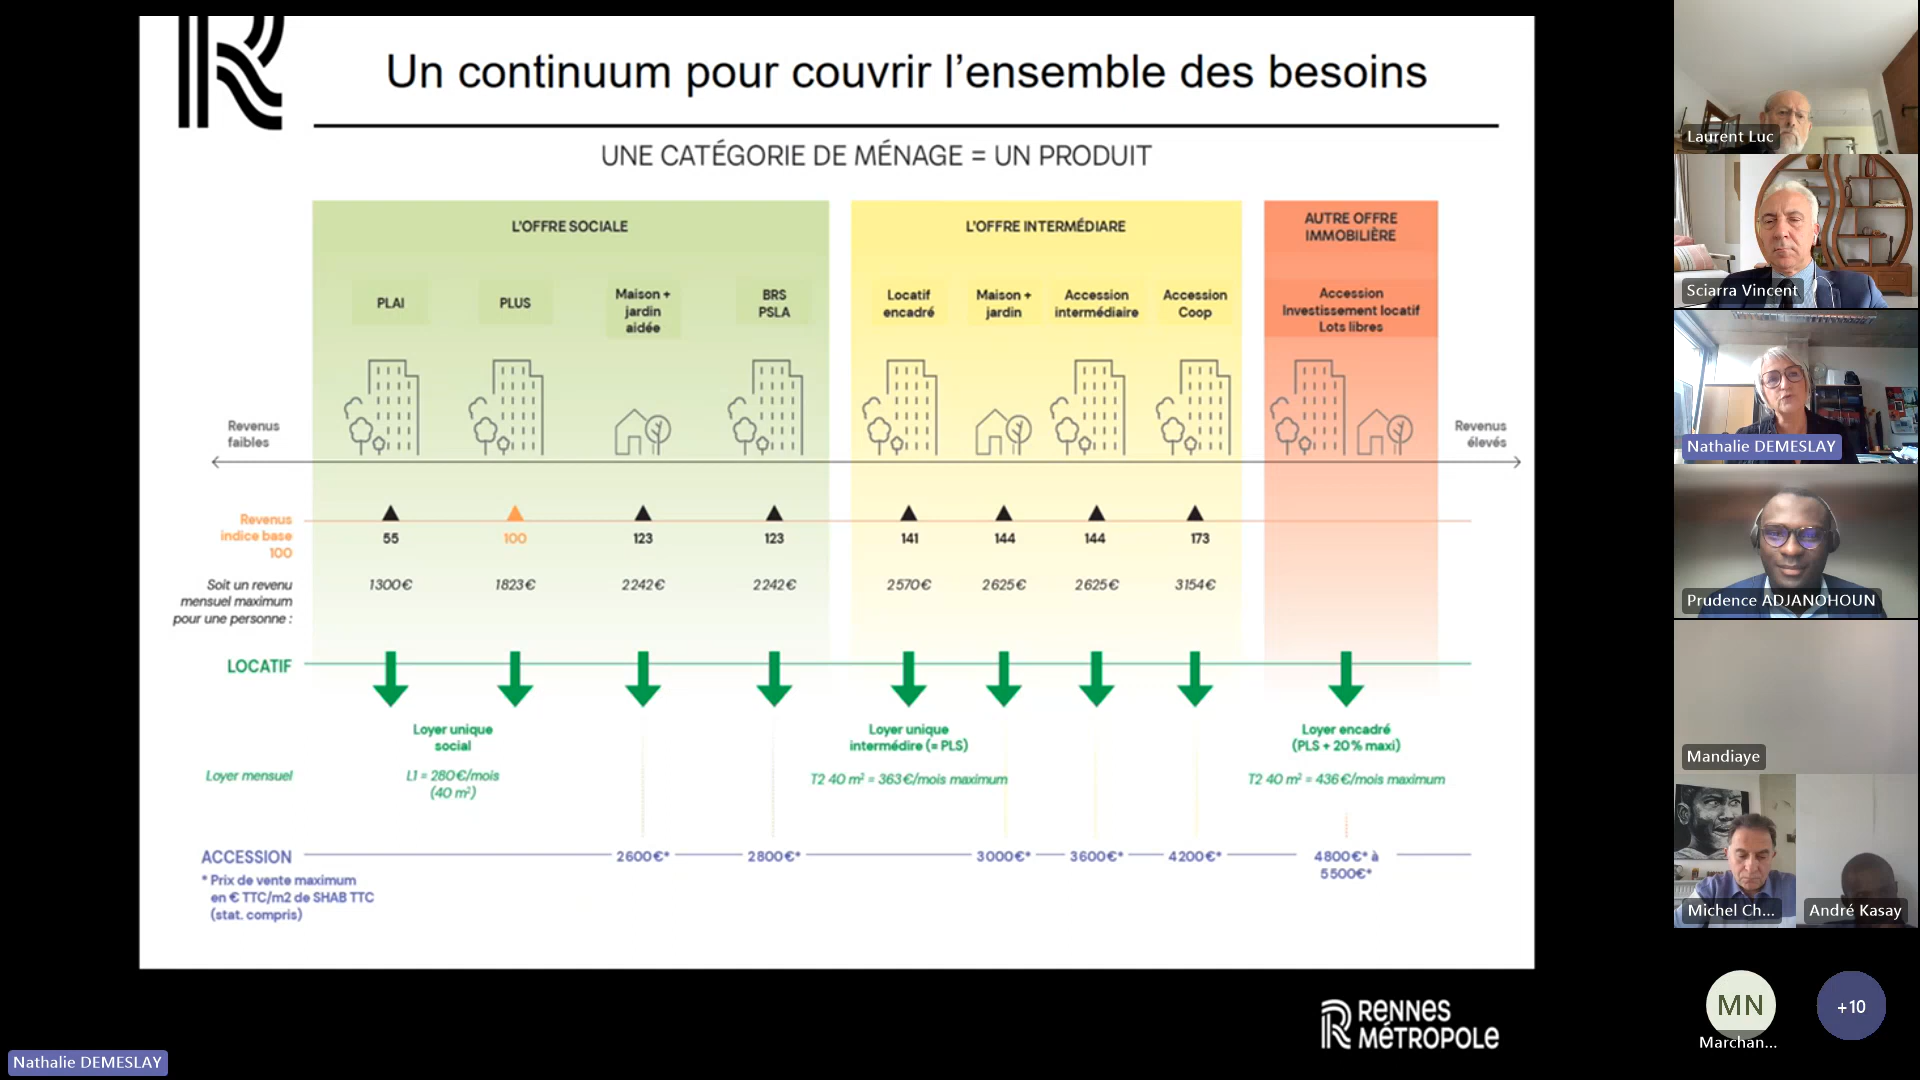 Un continuum pour couvrir l'ensemble des besoins
UNE CATÉGORIE DE MÉNAGE = UN PRODUIT
L'OFFRE SOCIALE
L'OFFRE INTERMÉDIARE
AUTRE OFFRE
IMMOBILIÈRE
PLAI
PLUS
Maison +
jardin
aidée
BRS
PSLA
Locatif
encadré
Maison +
jardin
Accession
intermédiaire
Accession
Coop
Accession
Investissement locatif
Lots libres
Revenus
faibles
Revenus
élevés
Revenus
indice base
100
55
100
123
123
141
144
144
173
Soit un revenu
mensuel maximum
pour une personne :
1300€
1823€
2242€
2242€
2570€
2625€
2625€
3154€
LOCATIF
Loyer unique
social
Loyer unique
intermédire (= PLS)
Loyer encadré
(PLS + 20% maxi)
Loyer mensuel
L1 = 280€/mois
(40 m²)
T2 40 m² = 363€/mois maximum
T2 40 m² = 436€/mois maximum
ACCESSION
2600€*
2800€*
3000€*
3600€*
4200€*
4800€* à
5500€*
* Prix de vente maximum
en € TTC/m2 de SHAB TTC
(stat. compris)
RENNES
MÉTROPOLE
Laurent Luc
Sciarra Vincent
Nathalie DEMESLAY
Prudence ADJANOHOUN
Mandiaye
Michel Ch...
André Kasay
MN
+10
Marchan...
Nathalie DEMESLAY